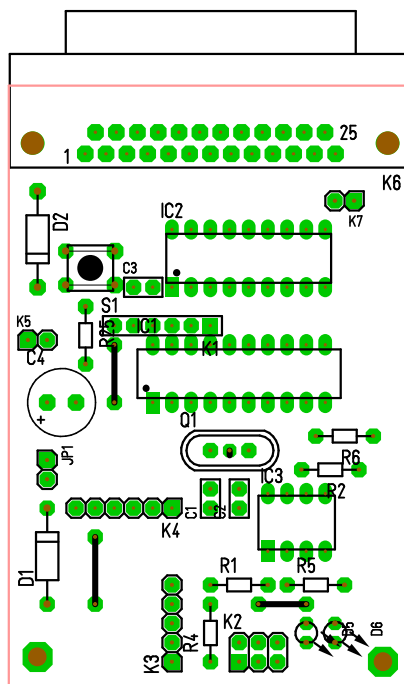 25
1
K6
K7
IC2
D2
C3
S1
K5
IC1
R25
C4
K1
+
Q1
JP1
R6
IC3
R2
C1
C2
K4
D1
R1
R5
K2
R4
D5
D6
K3